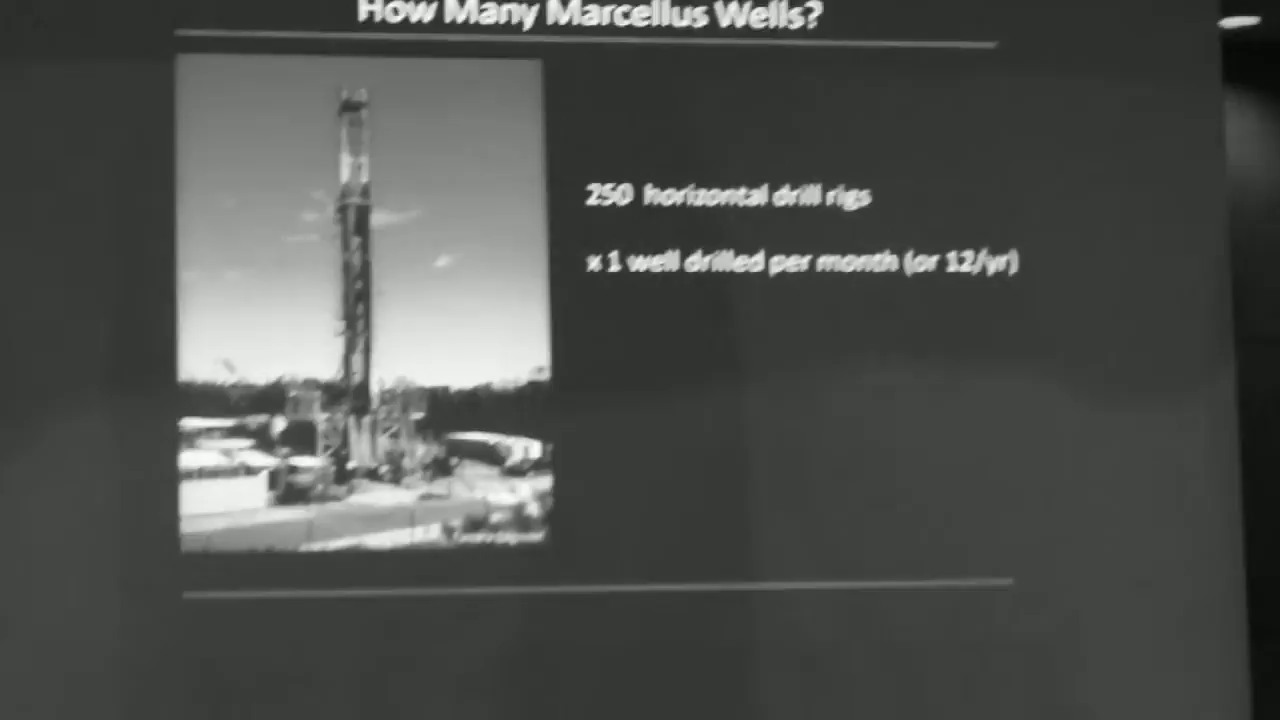 How Many Marcellus Wells?
250 horizontal drill rigs
x 1 well drilled per month (or 12/yr)